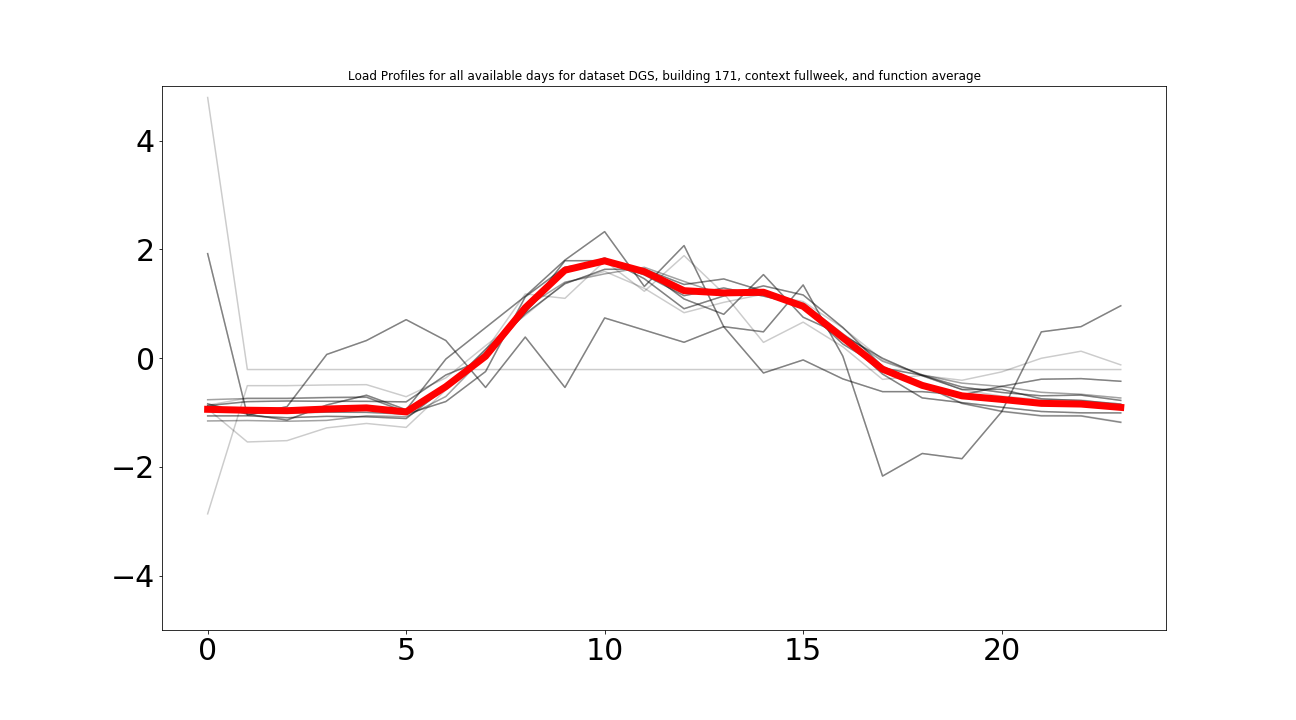 Load Profiles for all available days for dataset DGS, building 171, context fullweek, and function average
4
2
0
−2
−4
0 5 10 15 20